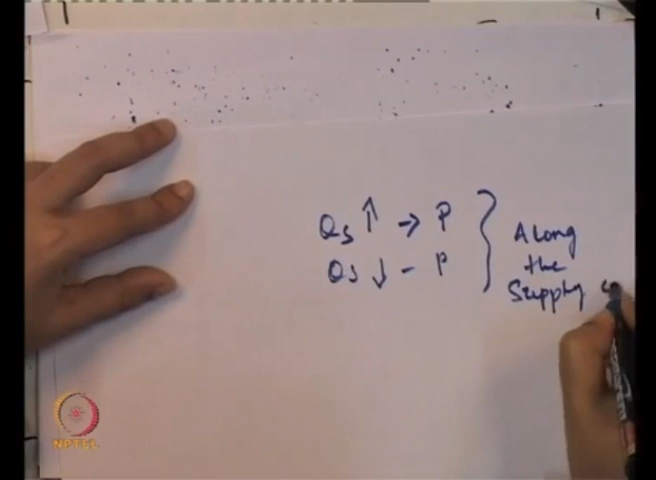 Qs ↑ → P
Qs ↓ – P
Along
the
Supply
NPTEL